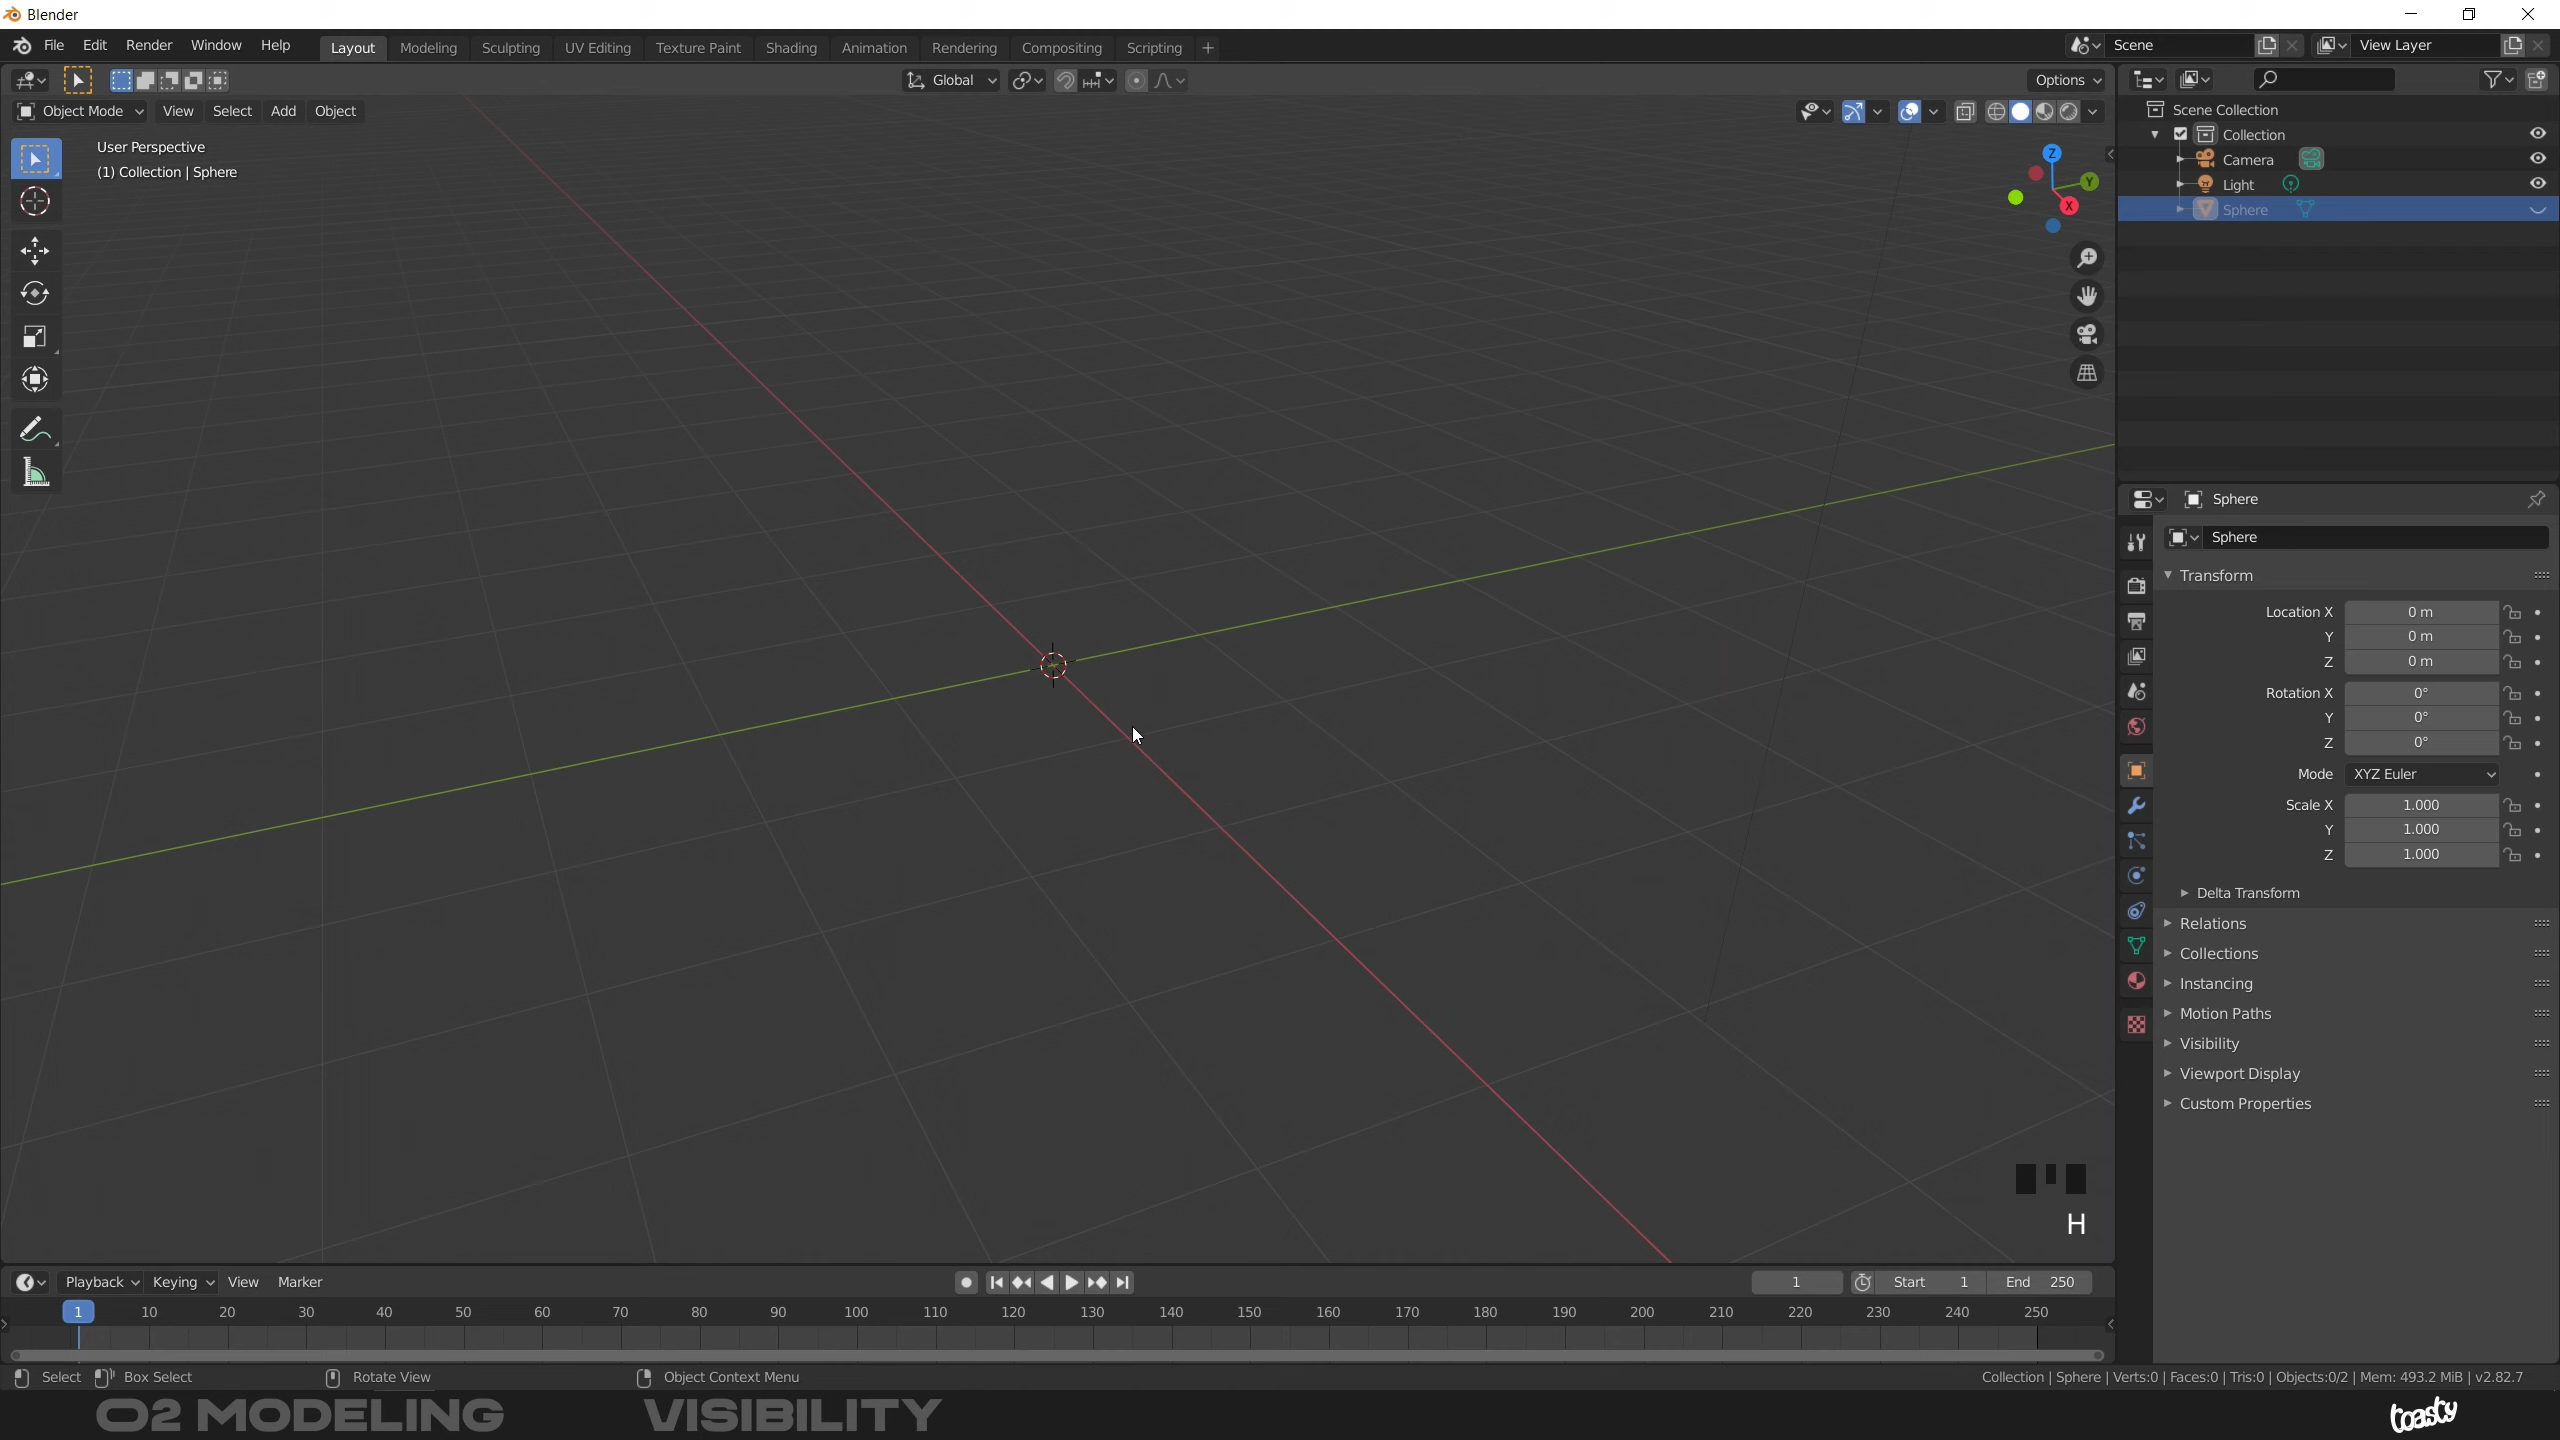 Blender
File Edit Render Window Help Layout Modeling Sculpting UV Editing Texture Paint Shading Animation Rendering Compositing Scripting + Scene View Layer
Global Options
Object Mode View Select Add Object
User Perspective
(1) Collection | Sphere
Z
Y
X
Scene Collection
Collection
Camera
Light
Sphere
Sphere
Sphere
Transform
Location X 0 m
Y 0 m
Z 0 m
Rotation X 0°
Y 0°
Z 0°
Mode XYZ Euler
Scale X 1.000
Y 1.000
Z 1.000
Delta Transform
Relations
Collections
Instancing
Motion Paths
Visibility
Viewport Display
Custom Properties
H
Playback Keying View Marker 1 Start 1 End 250
1 10 20 30 40 50 60 70 80 90 100 110 120 130 140 150 160 170 180 190 200 210 220 230 240 250
Select Box Select Rotate View Object Context Menu Collection | Sphere | Verts:0 | Faces:0 | Tris:0 | Objects:0/2 | Mem: 493.2 MiB | v2.82.7
02 MODELING VISIBILITY toasty